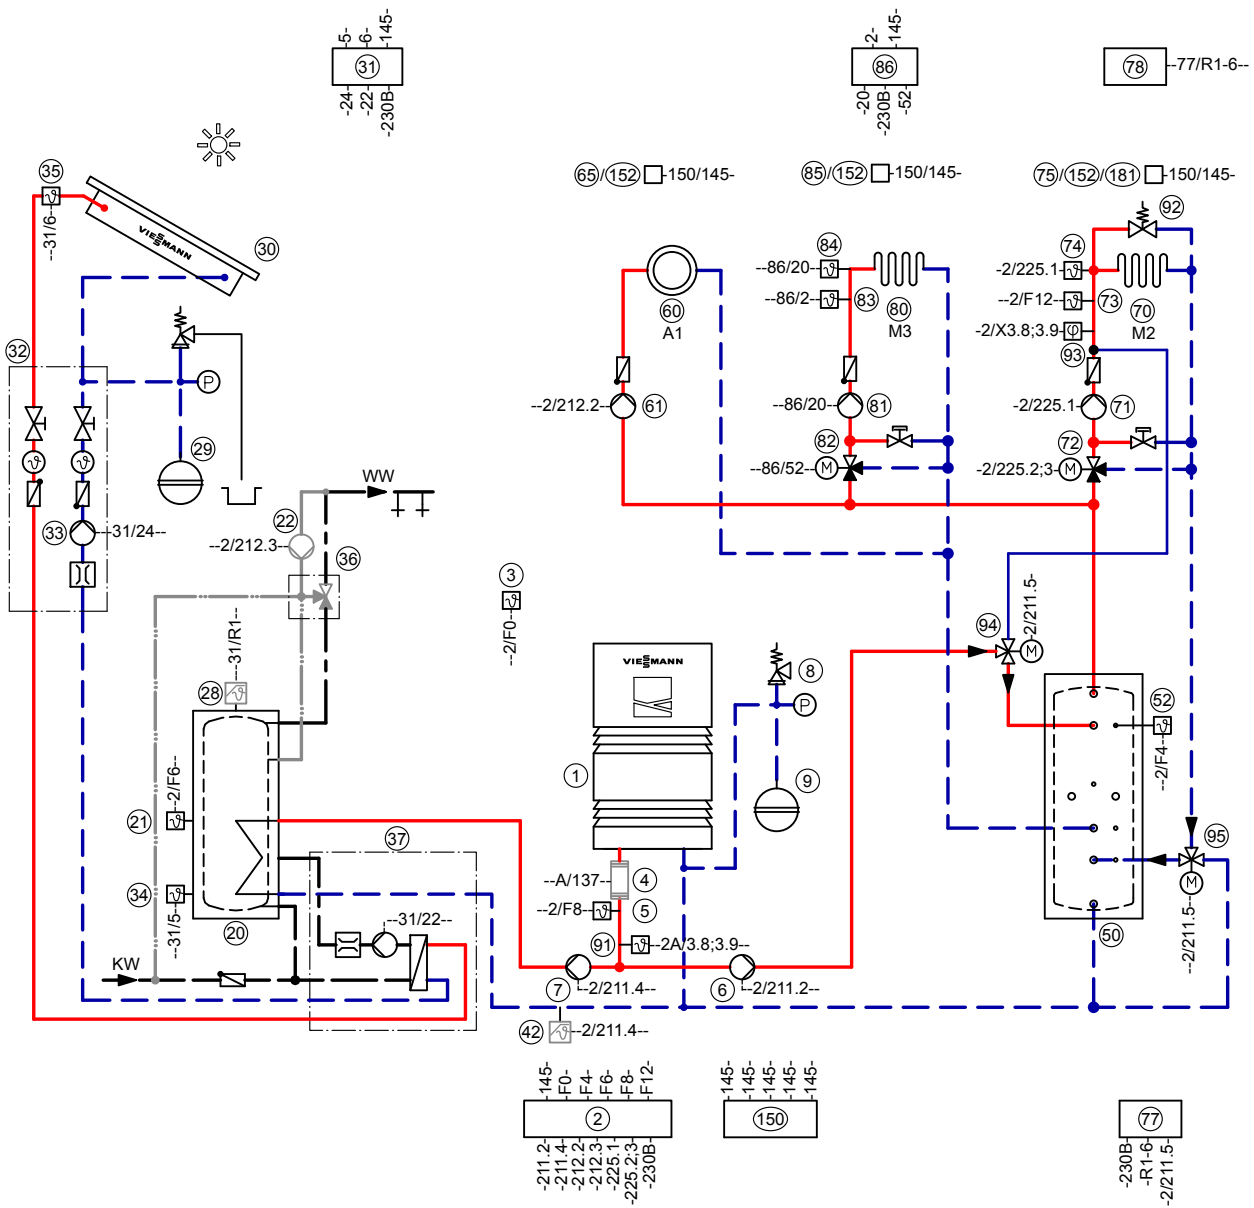 -5-
-6-
-145-
31
-24-
-22-
-230B-
-2-
-145-
86
-20-
-230B-
-52-
78
--77/R1-6--
35
--31/6--
VIESSMANN
30
65/152 -150/145-
85/152 -150/145-
75/152/181 -150/145-
92
84
--86/20--
83
--86/2--
80
M3
60
A1
74
-2/225.1-
--2/F12--
73
-2/X3.8;3.9-
φ
93
70
M2
32
P
29
--2/212.2--
61
--86/20--
81
82
--86/52--
M
-2/225.1-
71
72
-2/225.2;3-
M
WW
33
---31/24---
22
--2/212.3--
36
3
--2/F0---
--31/R1--
28
VIESSMANN
8
P
94
M
--2/211.5-
52
--2/F4---
1
9
21
--2/F6--
37
34
--31/5--
20
--31/22--
--A/137--
4
--2/F8--
5
91
--2A/3.8;3.9--
95
M
--2/211.5--
50
KW
7
--2/211.4--
6
--2/211.2--
42
--2/211.4--
-145-
-F0-
-F4-
-F6-
-F8-
-F12-
2
-211.2-
-211.4-
-212.2-
-212.3-
-225.1-
-225.2;3-
-230B-
-145-
-145-
-145-
-145-
-145-
150
77
-230B-
-R1-6-
-2/211.5-